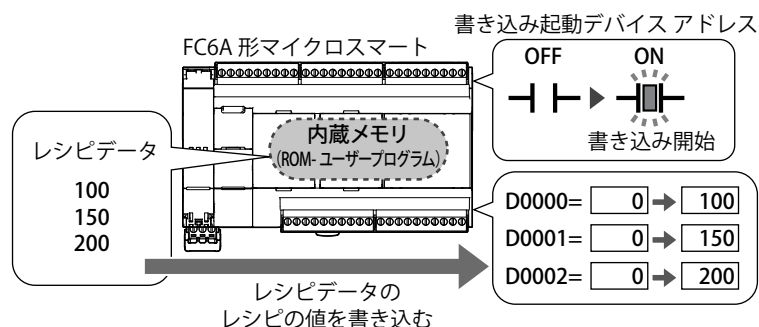 書き込み起動デバイス アドレス
FC6A 形マイクロスマート
OFF
ON
書き込み開始
内蔵メモリ
(ROM- ユーザープログラム)
レシピデータ
100
150
200
D0000= 0 100
D0001= 0 150
D0002= 0 200
レシピデータの
レシピの値を書き込む